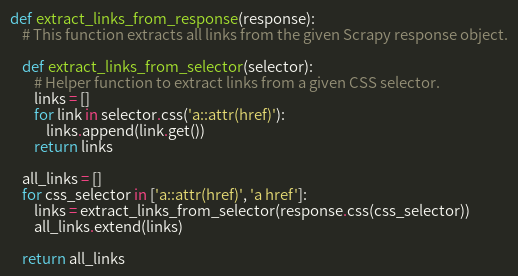 def extract_links_from_response(response):
    # This function extracts all links from the given Scrapy response object.

    def extract_links_from_selector(selector):
        # Helper function to extract links from a given CSS selector.
        links = []
        for link in selector.css('a::attr(href)'):
            links.append(link.get())
        return links

    all_links = []
    for css_selector in ['a::attr(href)', 'a href']:
        links = extract_links_from_selector(response.css(css_selector))
        all_links.extend(links)

    return all_links